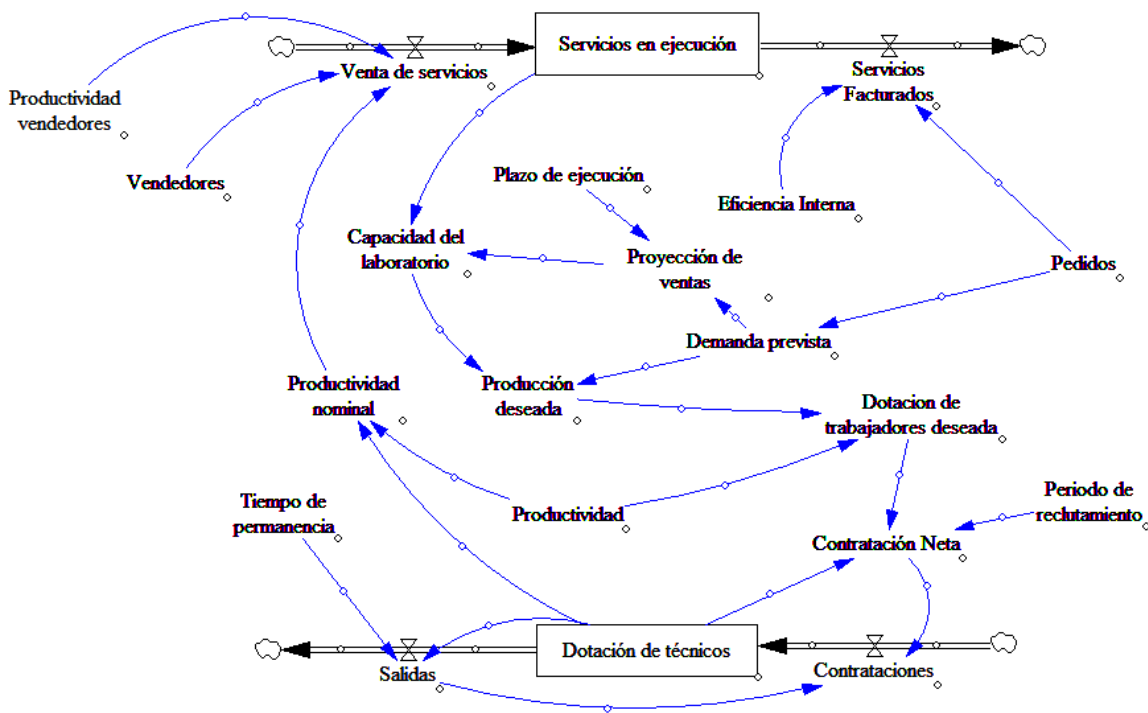 Servicios en ejecución
Venta de servicios
Servicios
Facturados
Productividad
vendedores
Vendedores
Plazo de ejecución
Eficiencia Interna
Capacidad del
laboratorio
Proyección de
ventas
Pedidos
Demanda prevista
Productividad
nominal
Producción
deseada
Dotacion de
trabajadores deseada
Tiempo de
permanencia
Productividad
Periodo de
reclutamiento
Contratación Neta
Dotación de técnicos
Salidas
Contrataciones